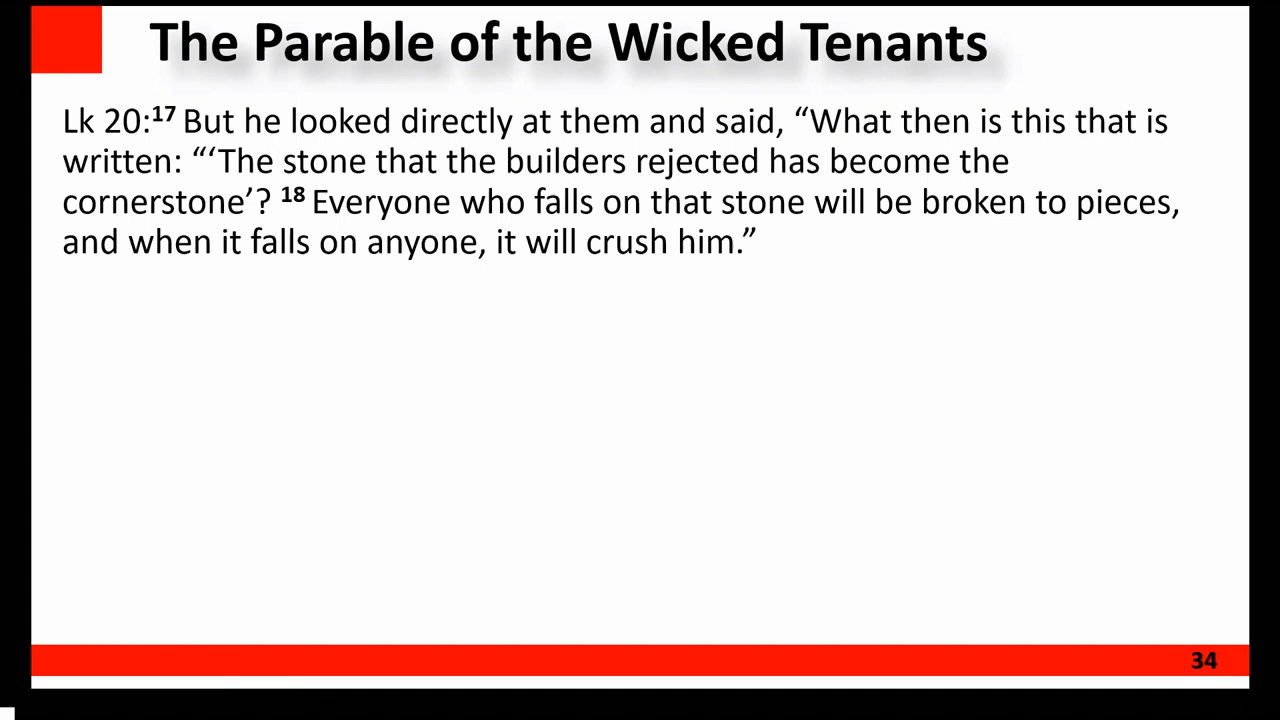 The Parable of the Wicked Tenants
Lk 20:17 But he looked directly at them and said, “What then is this that is
written: “‘The stone that the builders rejected has become the
cornerstone’? 18 Everyone who falls on that stone will be broken to pieces,
and when it falls on anyone, it will crush him.”
34